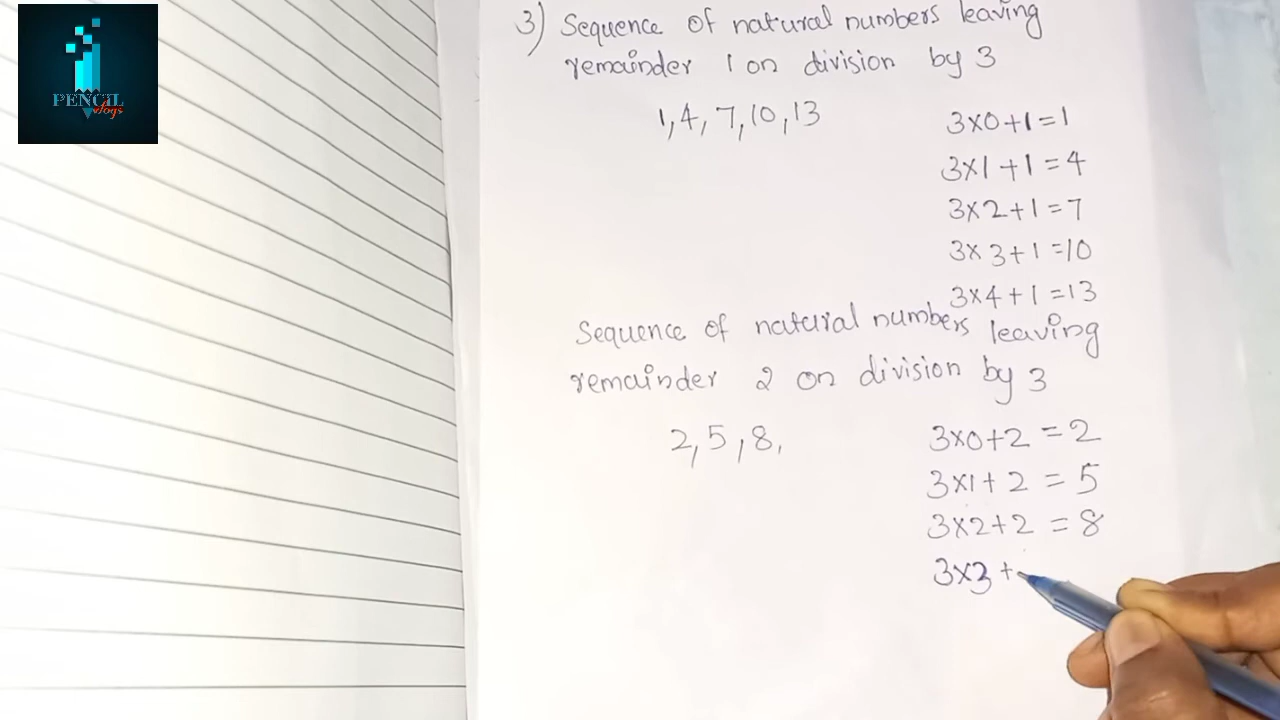 PENCIL
Joys
3) Sequence of natural numbers leaving
remainder 1 on division by 3
1, 4, 7, 10, 13
3x0+1=1
3x1+1=4
3x2+1=7
3x3+1=10
3x4+1=13
Sequence of natural numbers leaving
remainder 2 on division by 3
2, 5, 8,
3x0+2=2
3x1+2=5
3x2+2=8
3x3+